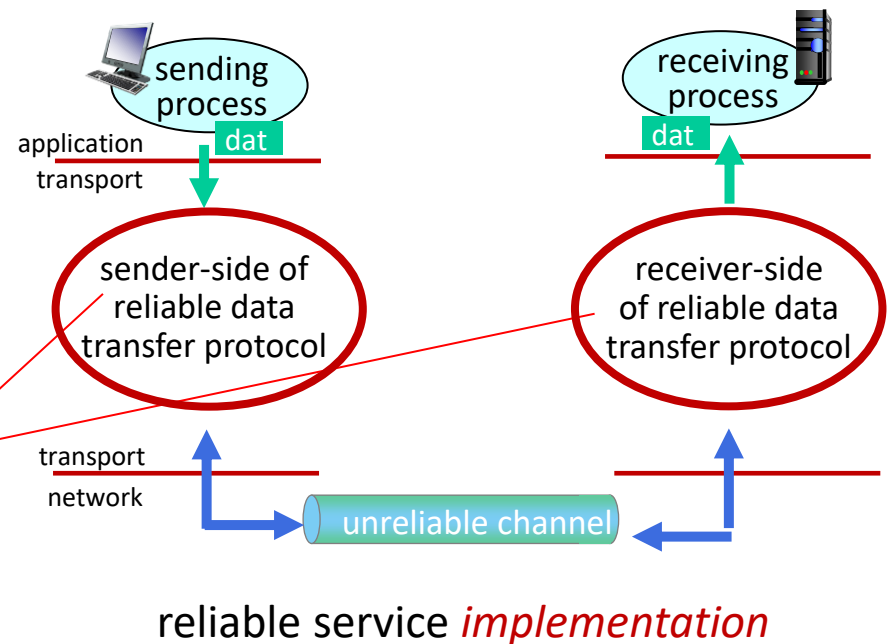 sending
process
dat
application
transport
receiving
process
dat
sender-side of
reliable data
transfer protocol
receiver-side
of reliable data
transfer protocol
transport
network
unreliable channel
reliable service implementation